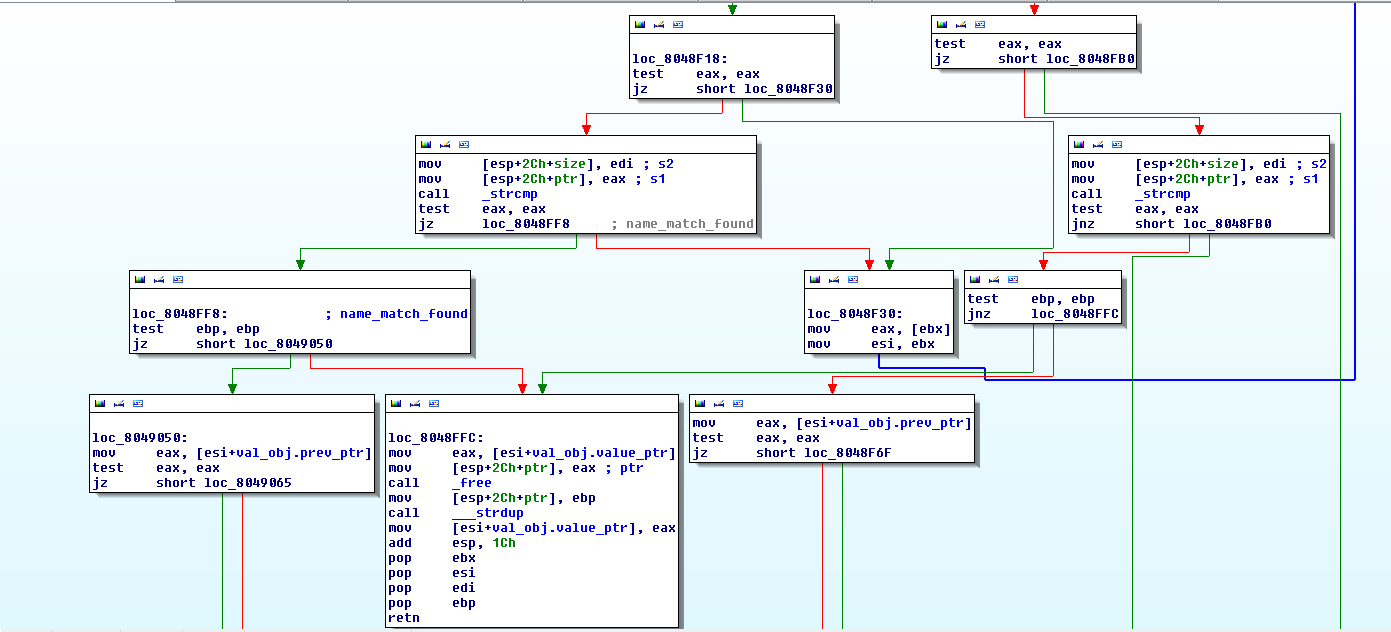 loc_8048F18:
test eax, eax
jz short loc_8048F30
test eax, eax
jz short loc_8048FB0
mov [esp+2Ch+size], edi ; s2
mov [esp+2Ch+ptr], eax ; s1
call _strcmp
test eax, eax
jz loc_8048FF8 ; name_match_found
mov [esp+2Ch+size], edi ; s2
mov [esp+2Ch+ptr], eax ; s1
call _strcmp
test eax, eax
jnz short loc_8048FB0
loc_8048FF8: ; name_match_found
test ebp, ebp
jz short loc_8049050
loc_8048F30:
mov eax, [ebx]
mov esi, ebx
test ebp, ebp
jnz loc_8048FFC
loc_8049050:
mov eax, [esi+val_obj.prev_ptr]
test eax, eax
jz short loc_8049065
loc_8048FFC:
mov eax, [esi+val_obj.value_ptr]
mov [esp+2Ch+ptr], eax ; ptr
call _free
mov [esp+2Ch+ptr], ebp
call ___strdup
mov [esi+val_obj.value_ptr], eax
add esp, 1Ch
pop ebx
pop esi
pop edi
pop ebp
retn
mov eax, [esi+val_obj.prev_ptr]
test eax, eax
jz short loc_8048F6F